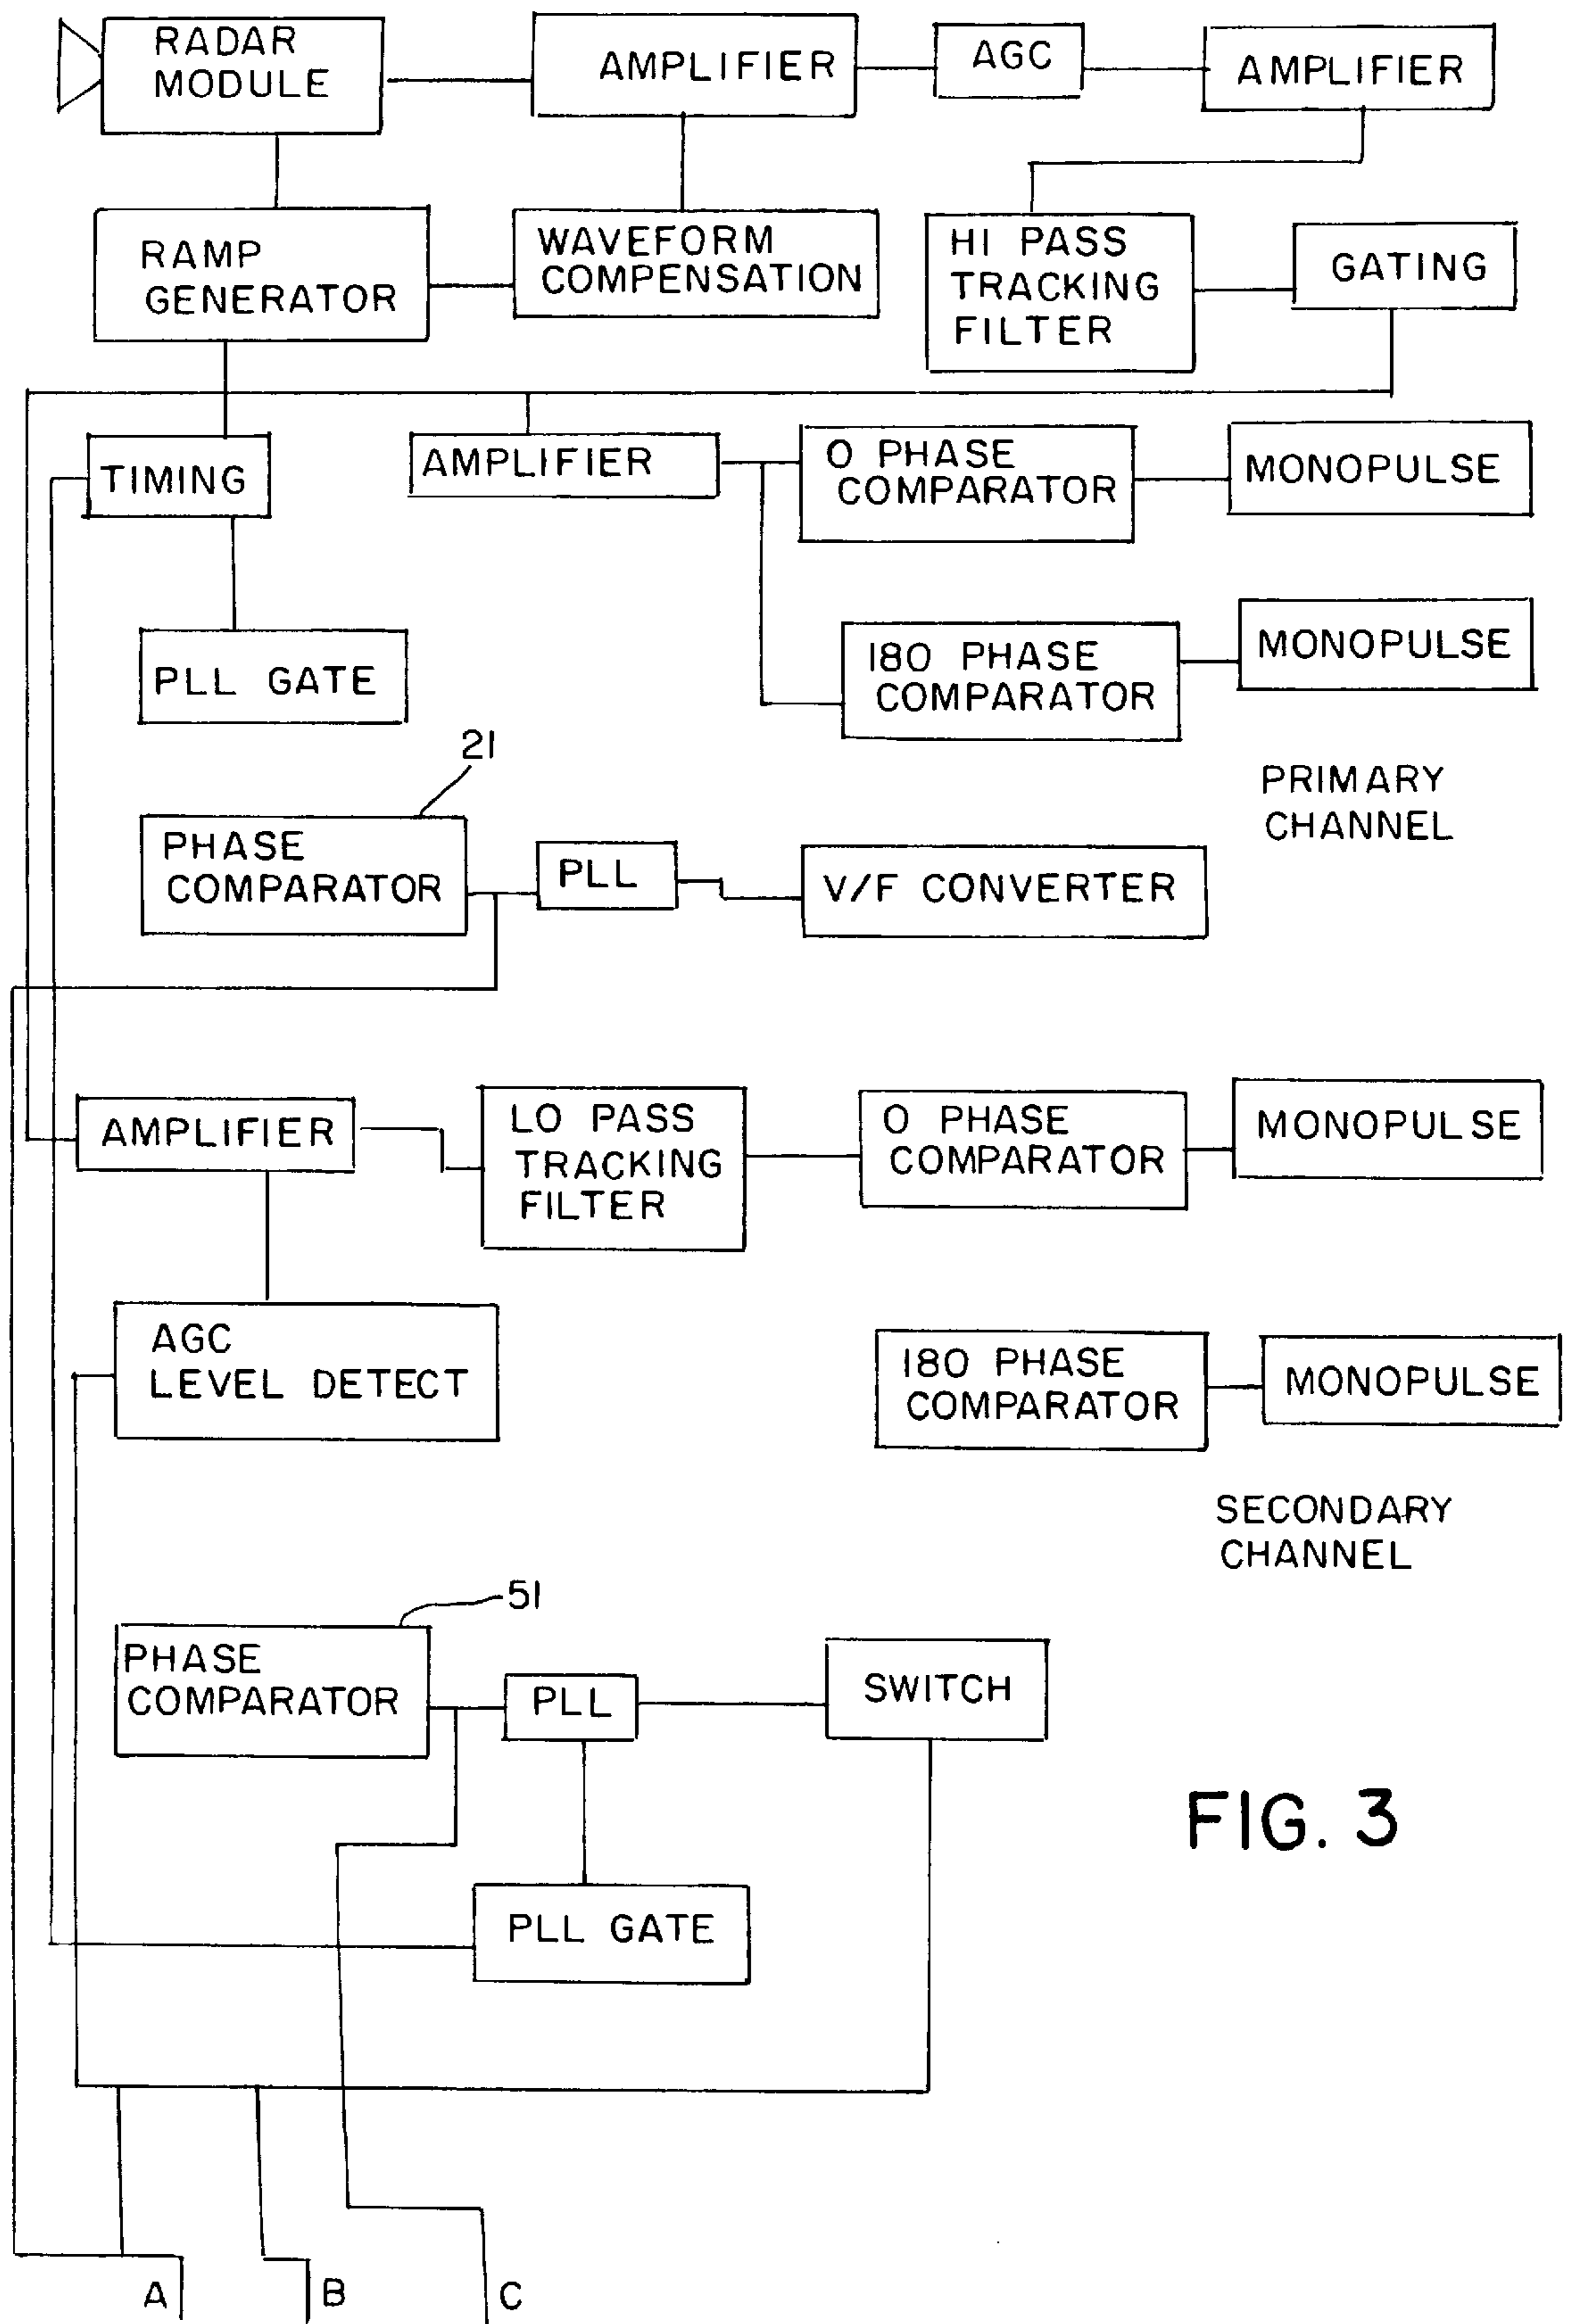 RADAR
MODULE
AMPLIFIER
AGC
AMPLIFIER
RAMP
GENERATOR
WAVEFORM
COMPENSATION
HI PASS
TRACKING
FILTER
GATING
TIMING
AMPLIFIER
O PHASE
COMPARATOR
MONOPULSE
PLL GATE
180 PHASE
COMPARATOR
MONOPULSE
PRIMARY
CHANNEL
21
PHASE
COMPARATOR
PLL
V/F CONVERTER
AMPLIFIER
LO PASS
TRACKING
FILTER
O PHASE
COMPARATOR
MONOPULSE
AGC
LEVEL DETECT
180 PHASE
COMPARATOR
MONOPULSE
SECONDARY
CHANNEL
51
PHASE
COMPARATOR
PLL
SWITCH
PLL GATE
FIG. 3
A
B
C